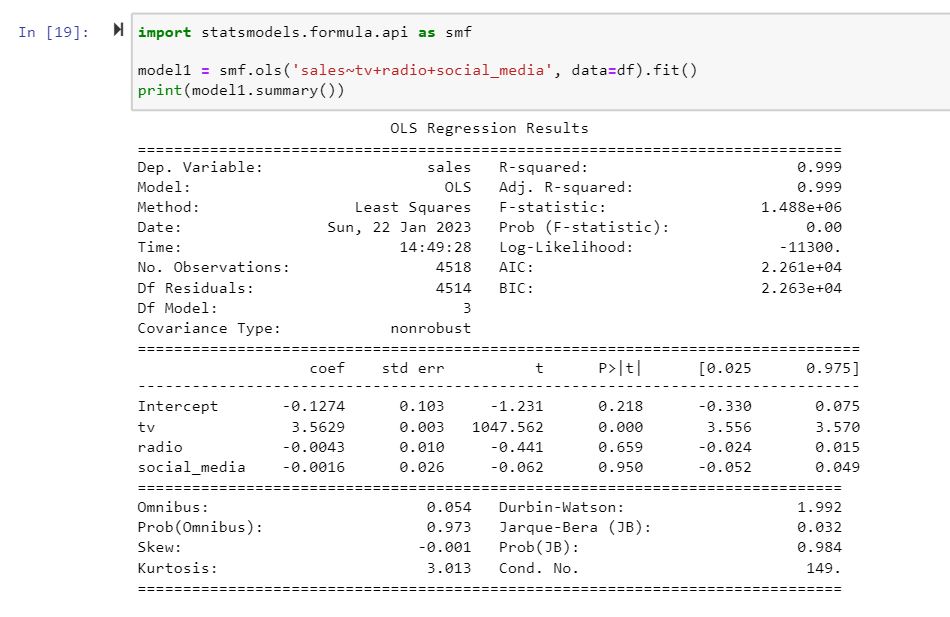 In [19]:
import statsmodels.formula.api as smf
model1 = smf.ols('sales~tv+radio+social_media', data=df).fit()
print(model1.summary())
OLS Regression Results
==============================================================================
Dep. Variable: sales R-squared: 0.999
Model: OLS Adj. R-squared: 0.999
Method: Least Squares F-statistic: 1.488e+06
Date: Sun, 22 Jan 2023 Prob (F-statistic): 0.00
Time: 14:49:28 Log-Likelihood: -11300.
No. Observations: 4518 AIC: 2.261e+04
Df Residuals: 4514 BIC: 2.263e+04
Df Model: 3
Covariance Type: nonrobust
================================================================================
coef std err t P>|t| [0.025 0.975]
--------------------------------------------------------------------------------
Intercept -0.1274 0.103 -1.231 0.218 -0.330 0.075
tv 3.5629 0.003 1047.562 0.000 3.556 3.570
radio -0.0043 0.010 -0.441 0.659 -0.024 0.015
social_media -0.0016 0.026 -0.062 0.950 -0.052 0.049
==============================================================================
Omnibus: 0.054 Durbin-Watson: 1.992
Prob(Omnibus): 0.973 Jarque-Bera (JB): 0.032
Skew: -0.001 Prob(JB): 0.984
Kurtosis: 3.013 Cond. No. 149.
==============================================================================